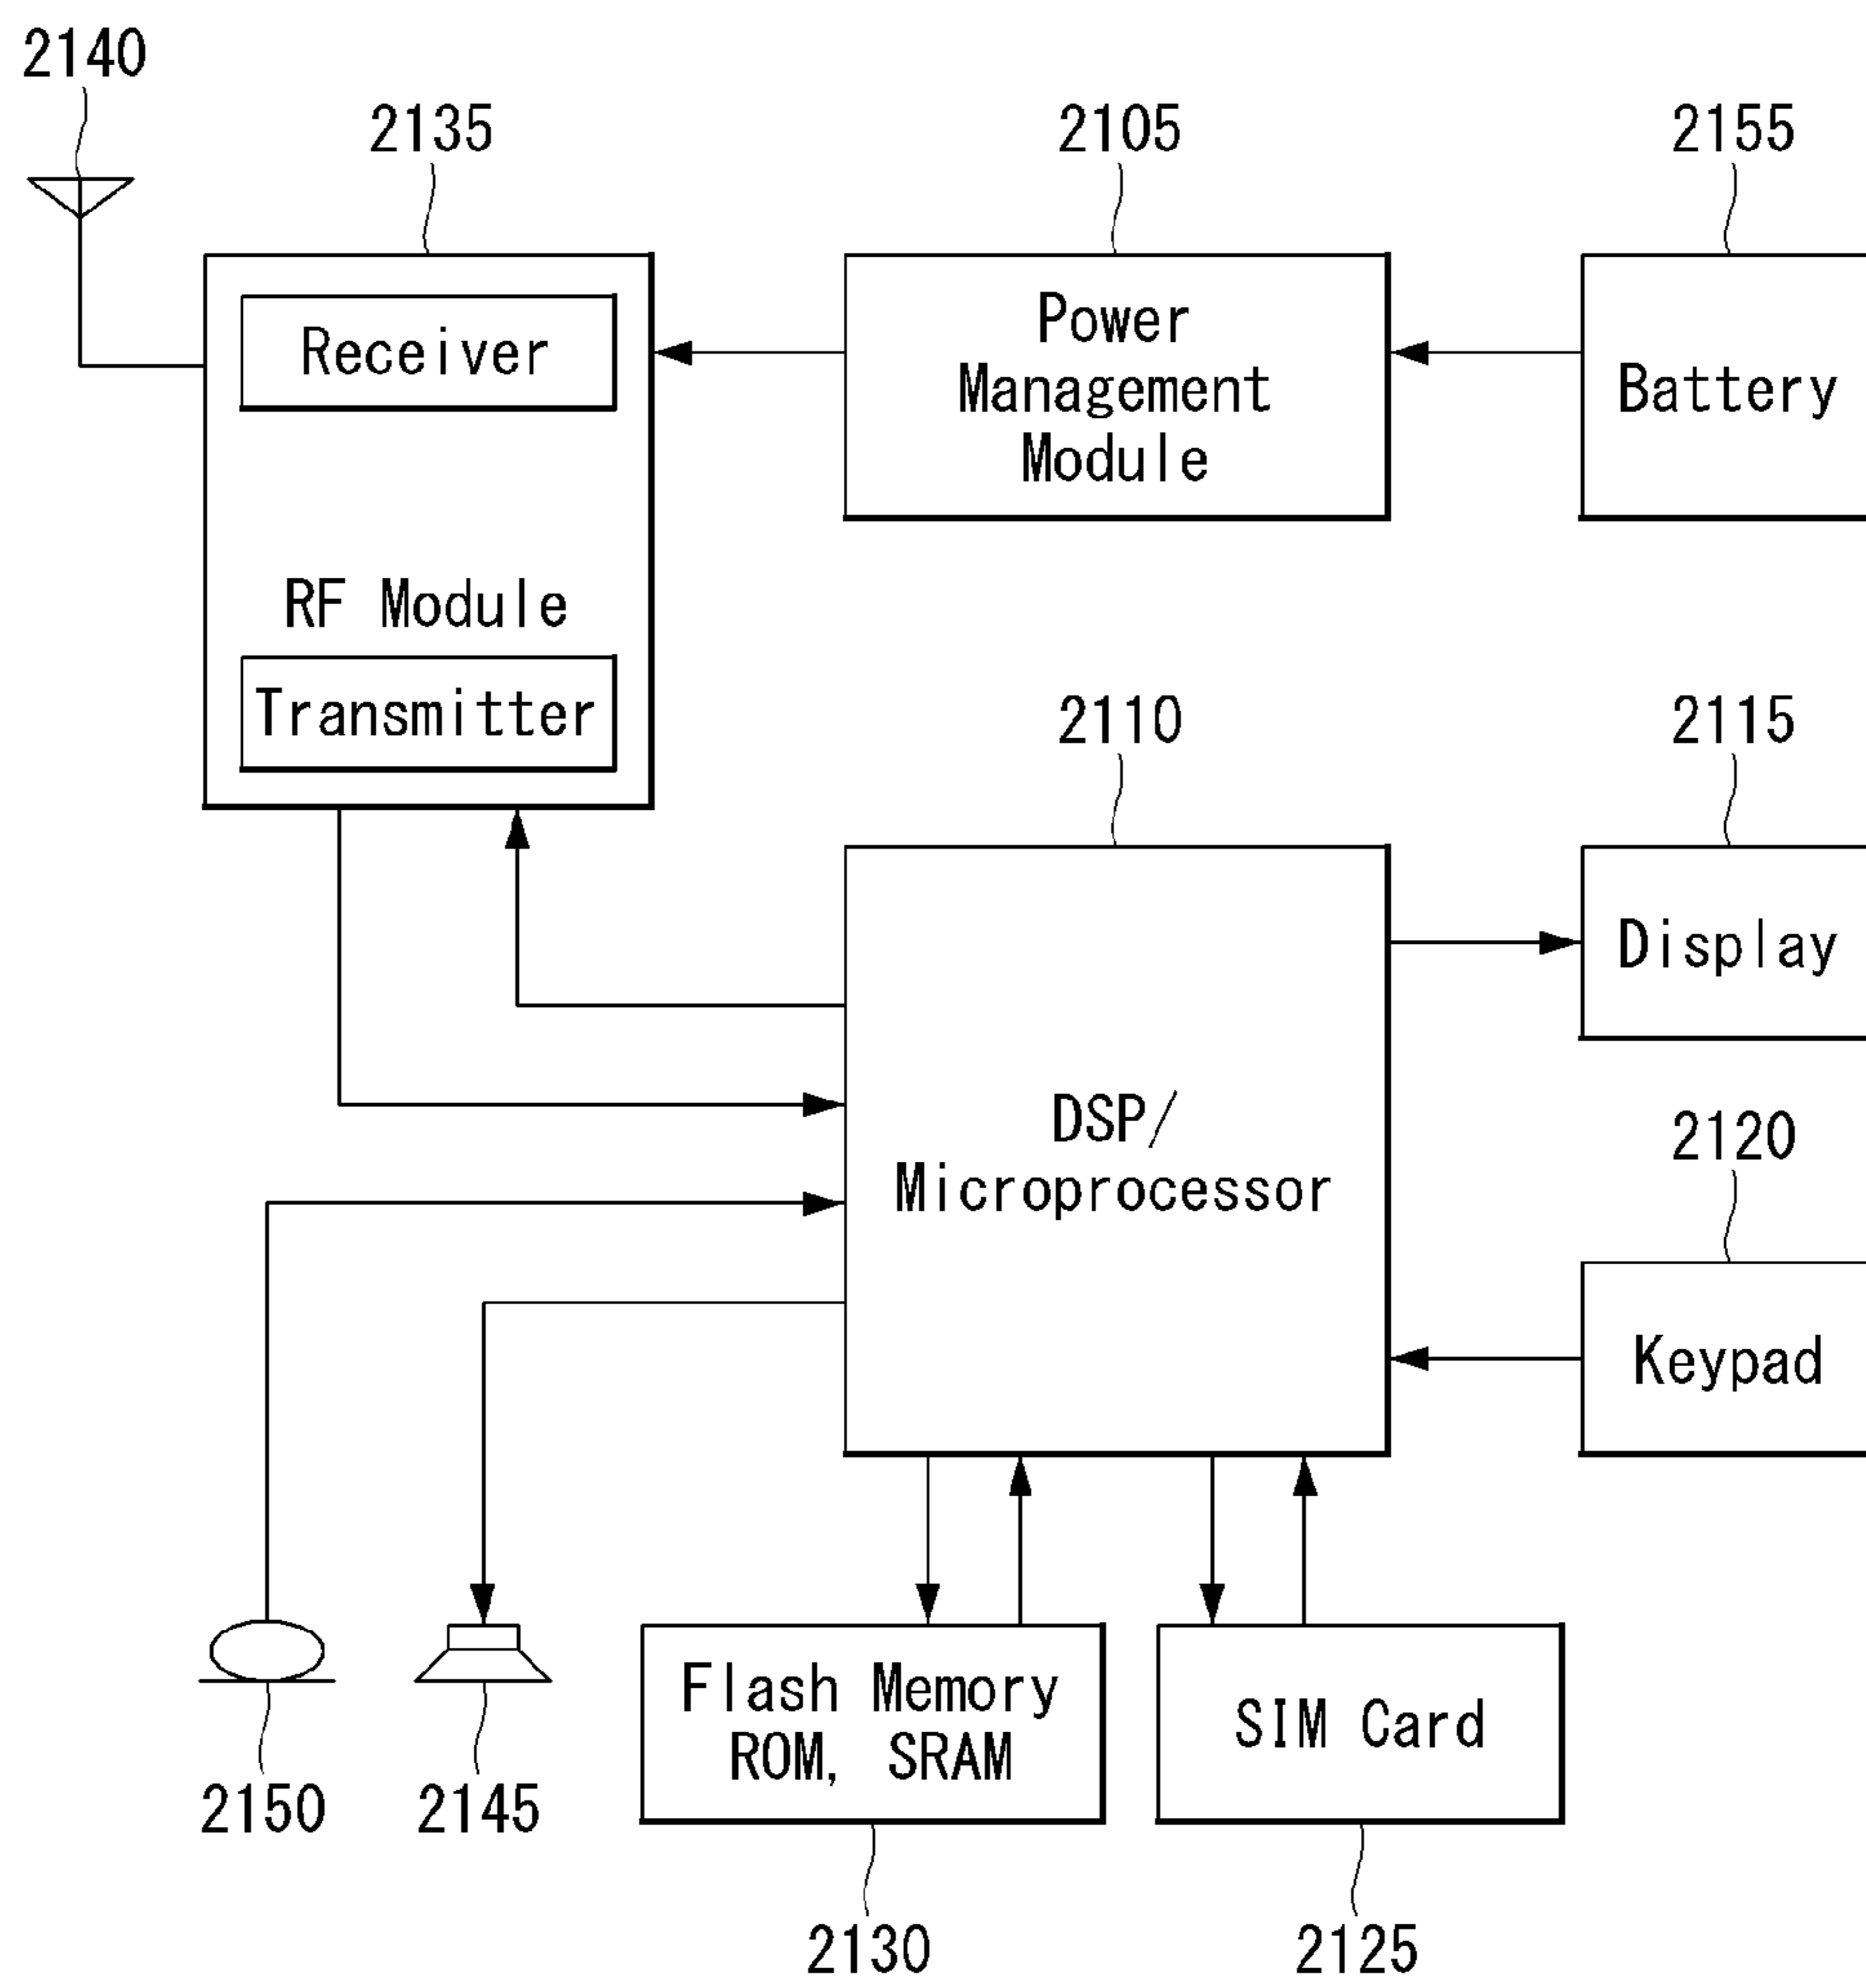 2140
2135
2105
2155
Receiver
RF Module
Transmitter
Power
Management
Module
Battery
2110
2115
DSP/
Microprocessor
Display
2120
Keypad
Flash Memory
ROM, SRAM
SIM Card
2150
2145
2130
2125